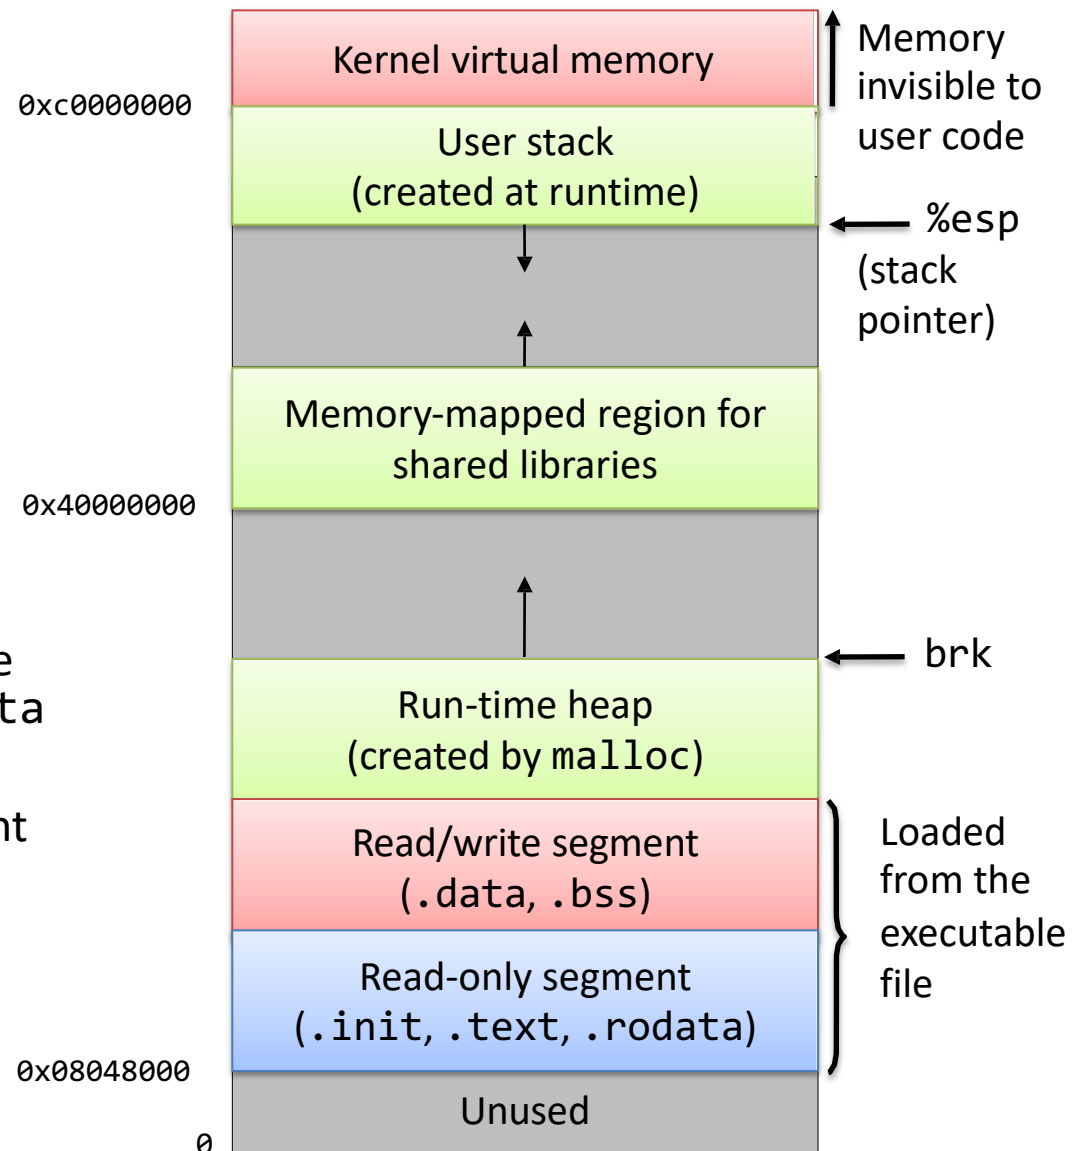 Kernel virtual memory
Memory
invisible to
user code
0xc0000000
User stack
(created at runtime)
%esp
(stack
pointer)
Memory-mapped region for
shared libraries
0x40000000
brk
e
ta
Run-time heap
(created by malloc)
nt
Read/write segment
(.data, .bss)
Loaded
from the
executable
file
Read-only segment
(.init, .text, .rodata)
0x08048000
Unused
0